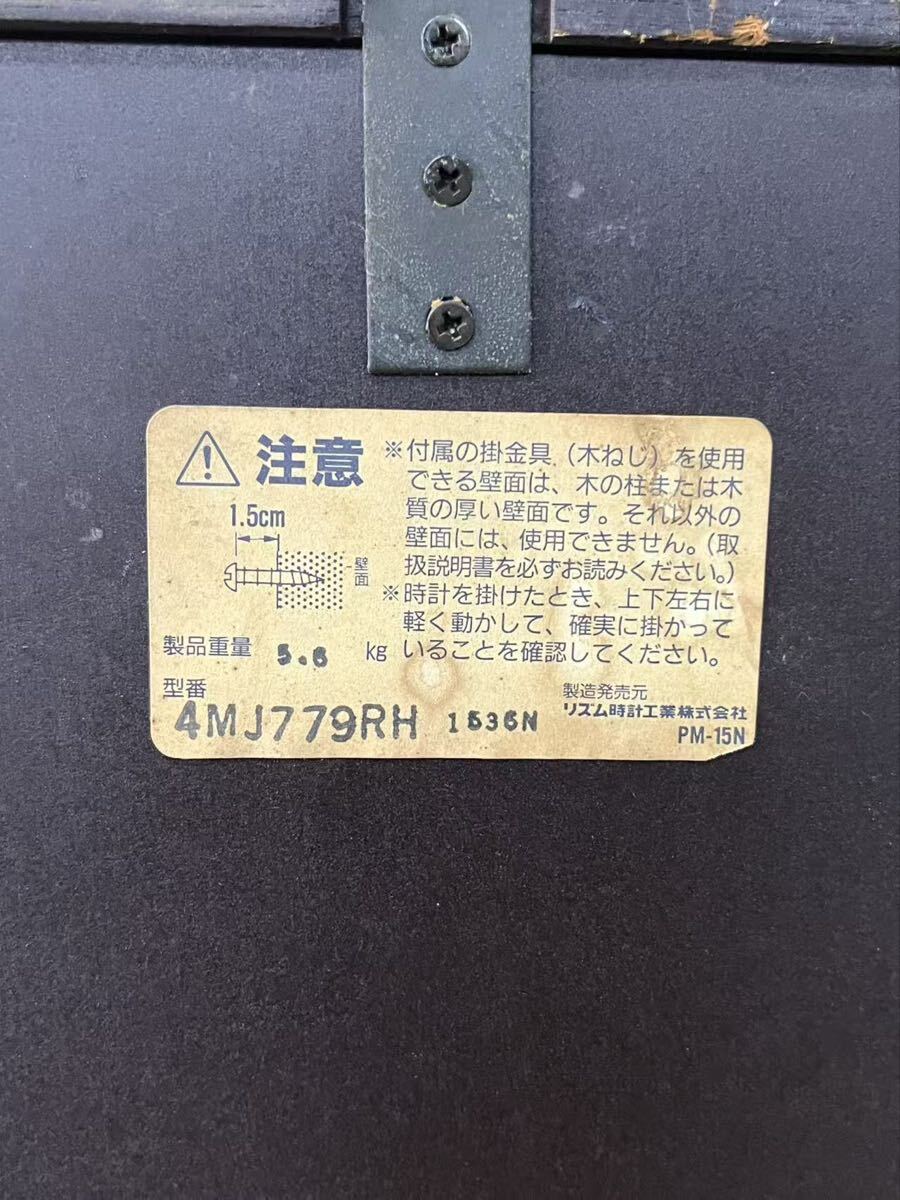 注意
※付属の掛金具（木ねじ）を使用
できる壁面は、木の柱または木
質の厚い壁面です。それ以外の
壁面には、使用できません。（取
扱説明書を必ずお読みください。）
※時計を掛けたとき、上下左右に
軽く動かして、確実に掛かって
いることを確認してください。
1.5cm
壁面
製品重量 5.6 kg
型番
4MJ779RH 1536N
製造発売元
リズム時計工業株式会社
PM-15N